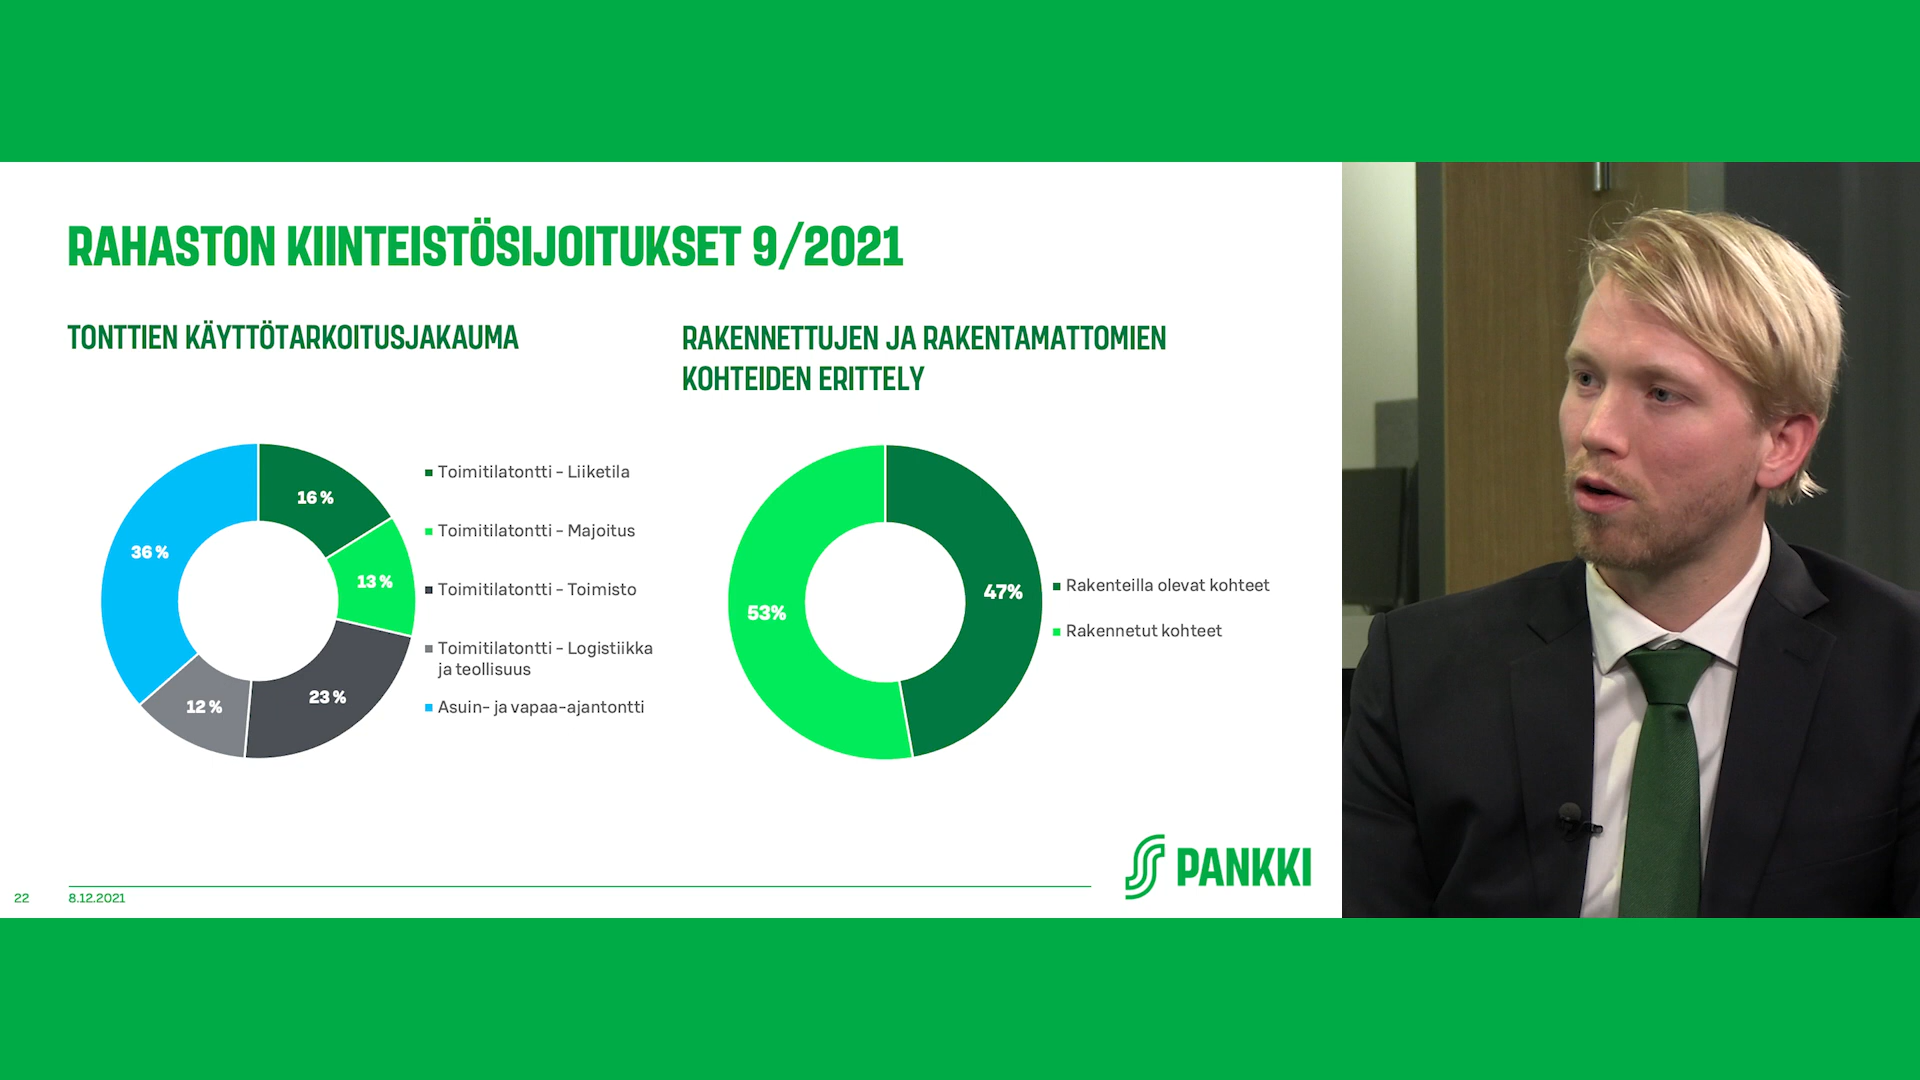 RAHASTON KIINTEISTÖSIJOITUKSET 9/2021
TONTTIEN KÄYTTÖTARKOITUSJAKAUMA
16 %
13 %
23 %
12 %
36 %
Toimitilatontti - Liiketila
Toimitilatontti - Majoitus
Toimitilatontti - Toimisto
Toimitilatontti - Logistiikka
ja teollisuus
Asuin- ja vapaa-ajantontti
RAKENNETTUJEN JA RAKENTAMATTOMIEN
KOHTEIDEN ERITTELY
47%
53%
Rakenteilla olevat kohteet
Rakennetut kohteet
PANKKI
22
8.12.2021